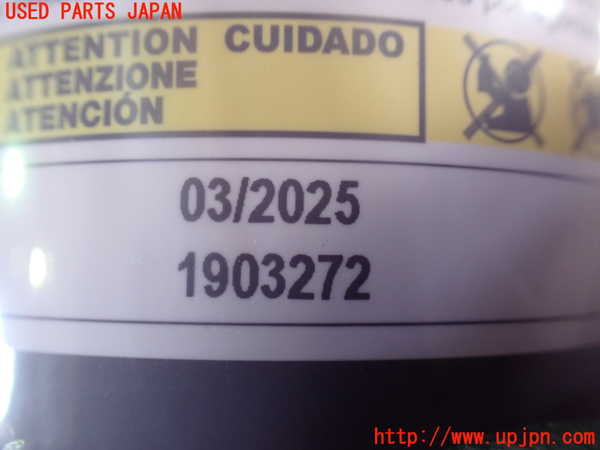 USED PARTS JAPAN
ATTENTION CUIDADO
ATTENZIONE
ATENCIÓN
03/2025
1903272
http://www.upjpn.com/